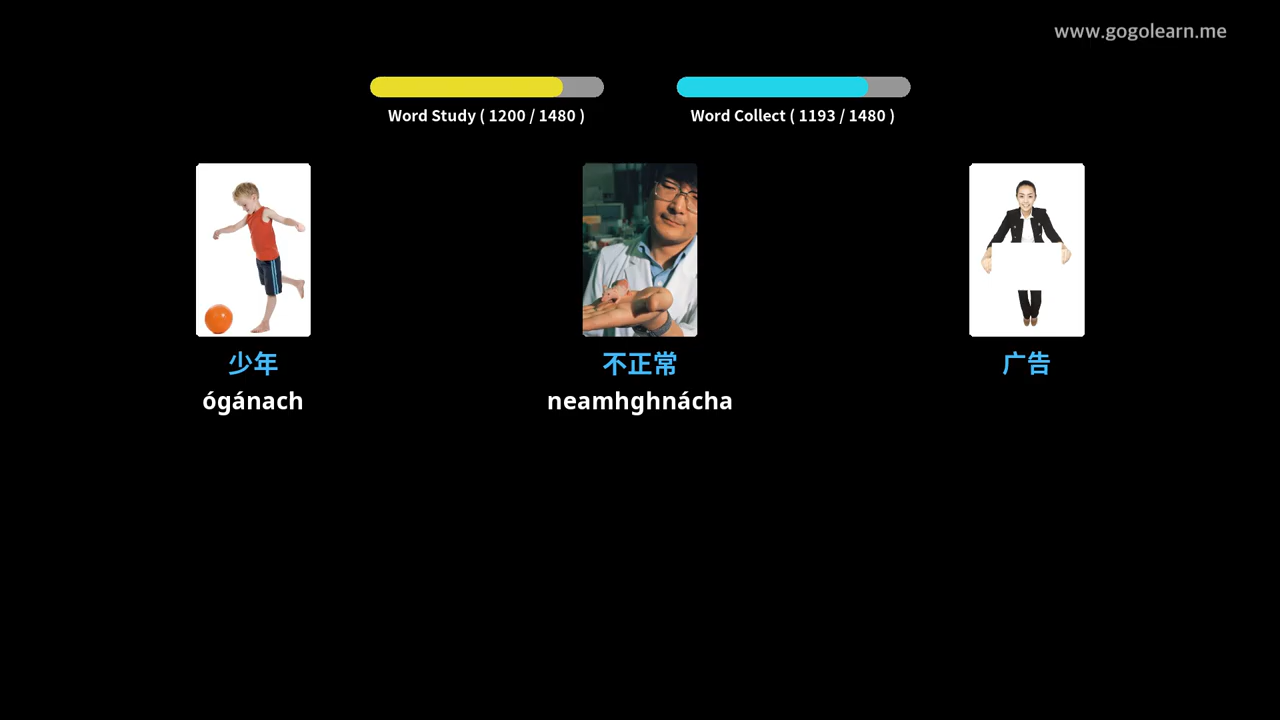 www.gogolearn.me
Word Study ( 1200 / 1480 )
Word Collect ( 1193 / 1480 )
少年
不正常
广告
ógánach
neamhghnácha